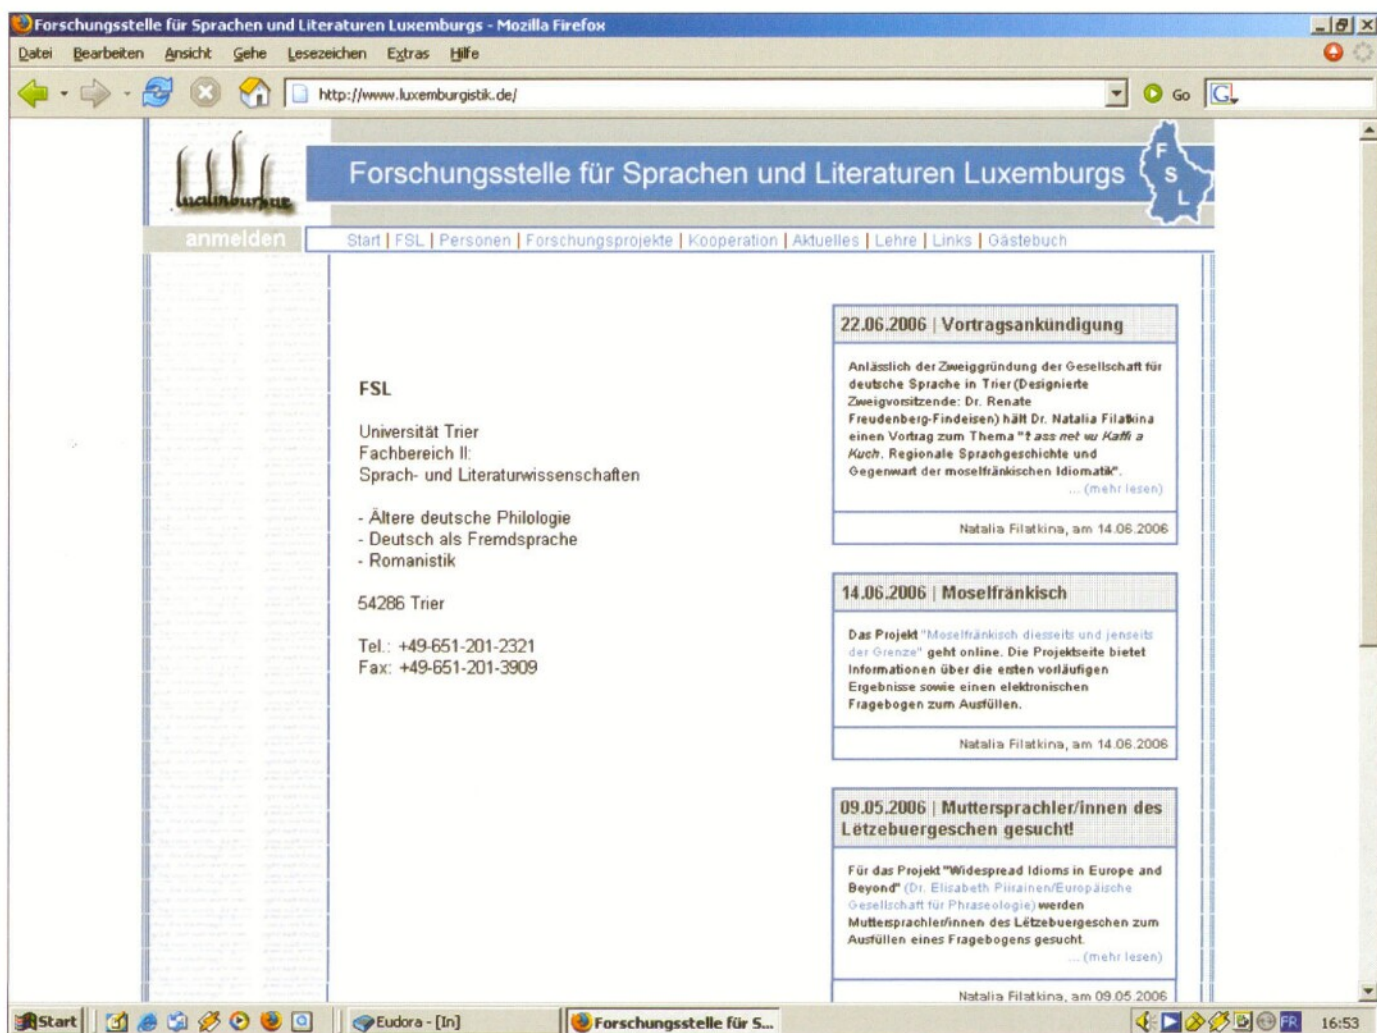 Forschungsstelle für Sprachen und Literaturen Luxemburgs - Mozilla Firefox
Datei Bearbeiten Ansicht Gehe Lesezeichen Extras Hilfe
http://www.luxemburgistik.de/
Go
G
Forschungsstelle für Sprachen und Literaturen Luxemburgs
F
S
L
anmelden
Start | FSL | Personen | Forschungsprojekte | Kooperation | Aktuelles | Lehre | Links | Gästebuch
FSL
Universität Trier
Fachbereich II:
Sprach- und Literaturwissenschaften
- Ältere deutsche Philologie
- Deutsch als Fremdsprache
- Romanistik
54286 Trier
Tel.: +49-651-201-2321
Fax: +49-651-201-3909
22.06.2006 | Vortragsankündigung
Anlässlich der Zweiggründung der Gesellschaft für
deutsche Sprache in Trier (Designierte
Zweigvorsitzende: Dr. Renate
Freudenberg-Findeisen) hält Dr. Natalia Filatkina
einen Vortrag zum Thema "t ass net wu Kaffi a
Kuch. Regionale Sprachgeschichte und
Gegenwart der moselfränkischen Idiomatik".
... (mehr lesen)
Natalia Filatkina, am 14.06.2006
14.06.2006 | Moselfränkisch
Das Projekt "Moselfränkisch diesseits und jenseits
der Grenze" geht online. Die Projektseite bietet
Informationen über die ersten vorläufigen
Ergebnisse sowie einen elektronischen
Fragebogen zum Ausfüllen.
Natalia Filatkina, am 14.06.2006
09.05.2006 | Muttersprachler/innen des
Lëtzebuergeschen gesucht!
Für das Projekt "Widespread Idioms in Europe and
Beyond" (Dr. Elisabeth Piirainen/Europäische
Gesellschaft für Phraseologie) werden
Muttersprachler/innen des Lëtzebuergeschen zum
Ausfüllen eines Fragebogens gesucht.
... (mehr lesen)
Natalia Filatkina, am 09.05.2006
Start
Eudora - [In]
Forschungsstelle für S...
FR
16:53